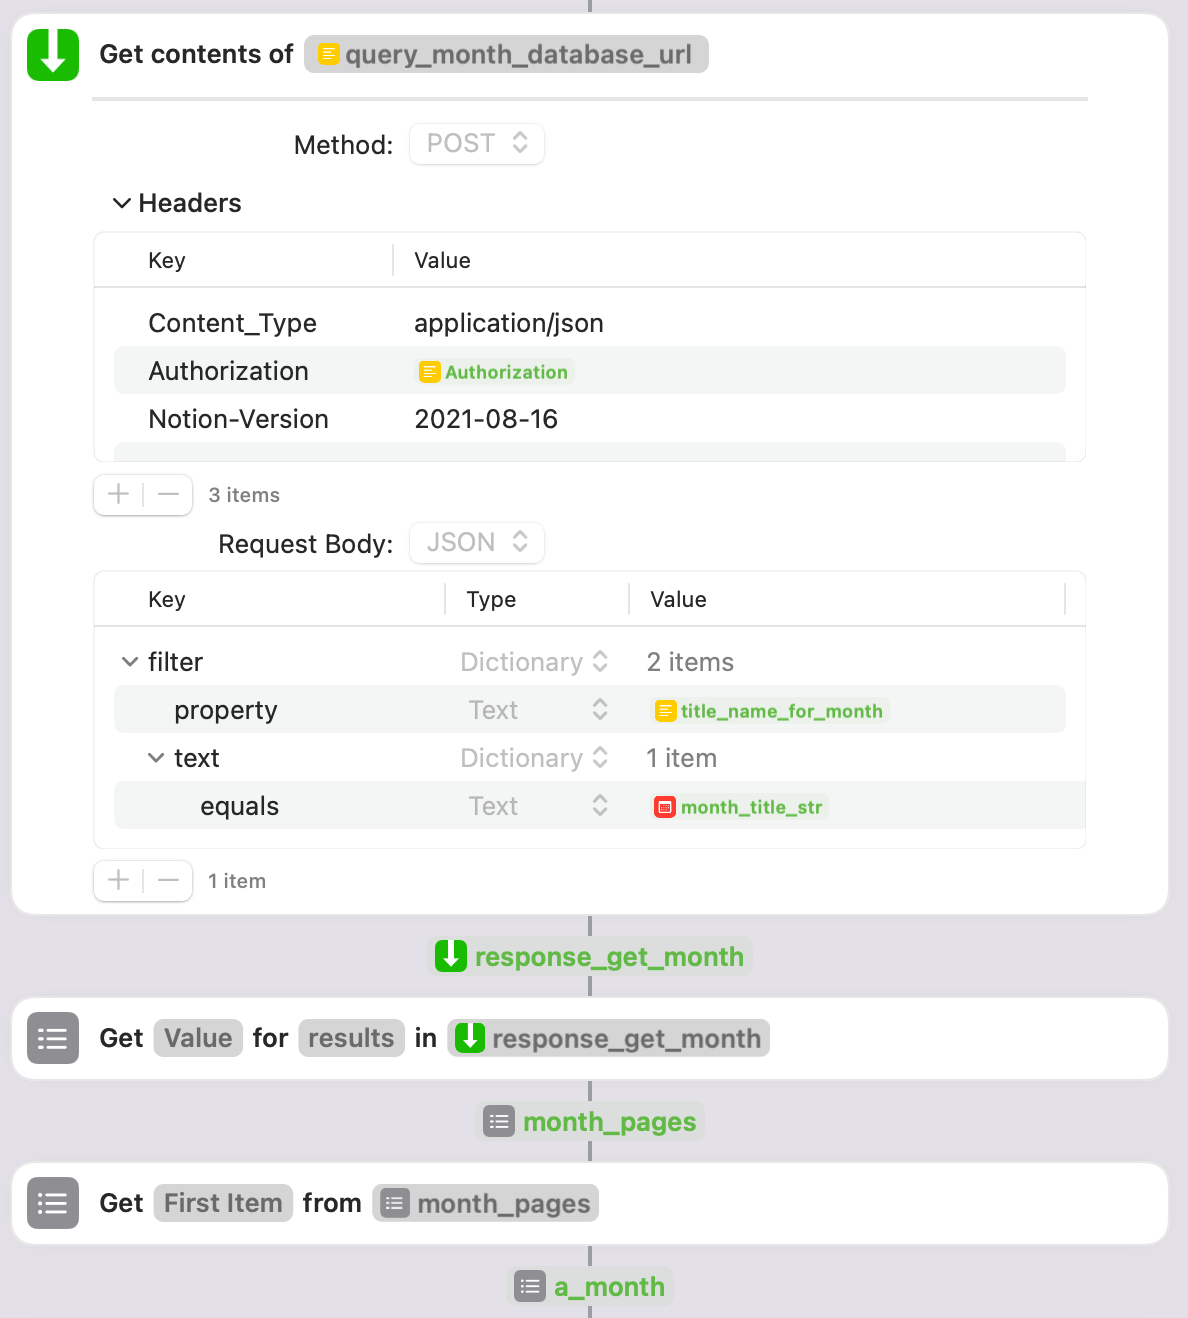 Get contents of query_month_database_url
Method: POST
Headers
Key Value
Content_Type application/json
Authorization Authorization
Notion-Version 2021-08-16
3 items
Request Body: JSON
Key Type Value
filter Dictionary 2 items
property Text title_name_for_month
text Dictionary 1 item
equals Text month_title_str
1 item
response_get_month
Get Value for results in response_get_month
month_pages
Get First Item from month_pages
a_month